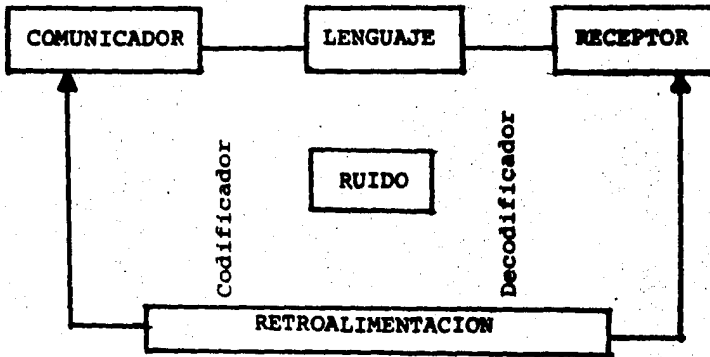 COMUNICADOR
LENGUAJE
RECEPTOR
Codificador
RUIDO
Decodificador
RETROALIMENTACION